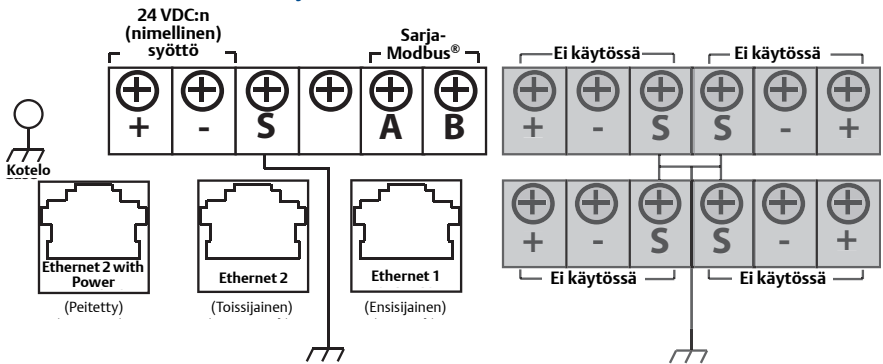 24 VDC:n
(nimellinen)
syöttö
Sarja-
Modbus®
Ei käytössä
Ei käytössä
+ - S A B
+ - S S - +
Kotelo
Ethernet 2 with
Power
Ethernet 2
Ethernet 1
+ - S S - +
Ei käytössä
Ei käytössä
(Peitetty)
(Toissijainen)
(Ensisijainen)